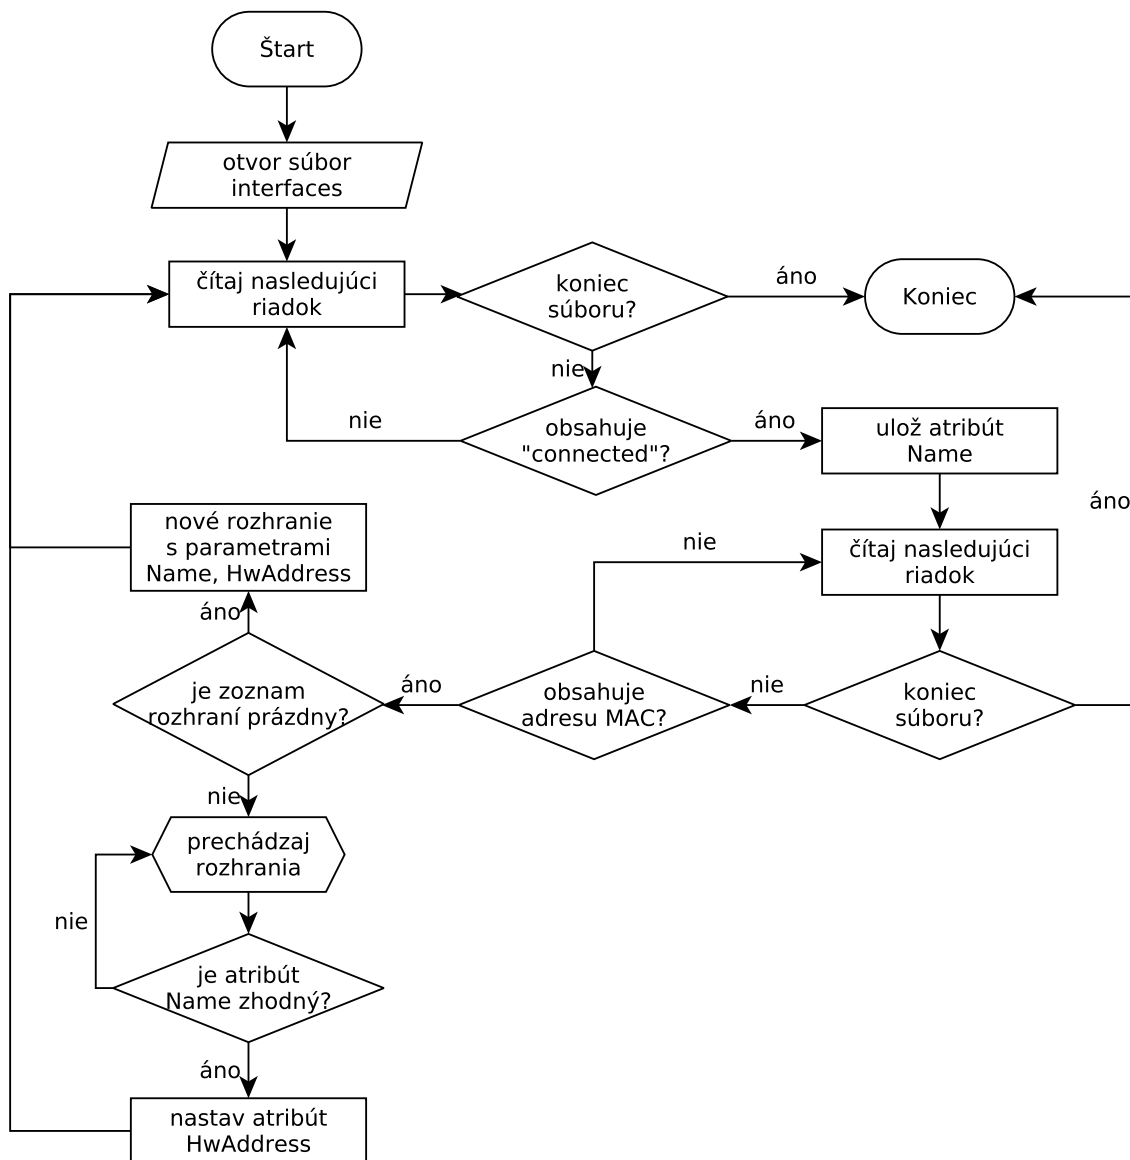 Štart
otvor súbor
interfaces
čítaj nasledujúci
riadok
koniec
súboru?
áno
Koniec
nie
obsahuje
"connected"?
nie
áno
ulož atribút
Name
áno
čítaj nasledujúci
riadok
nie
nové rozhranie
s parametrami
Name, HwAddress
áno
je zoznam
rozhraní prázdny?
áno
obsahuje
adresu MAC?
nie
koniec
súboru?
nie
prechádzaj
rozhrania
nie
je atribút
Name zhodný?
áno
nastav atribút
HwAddress